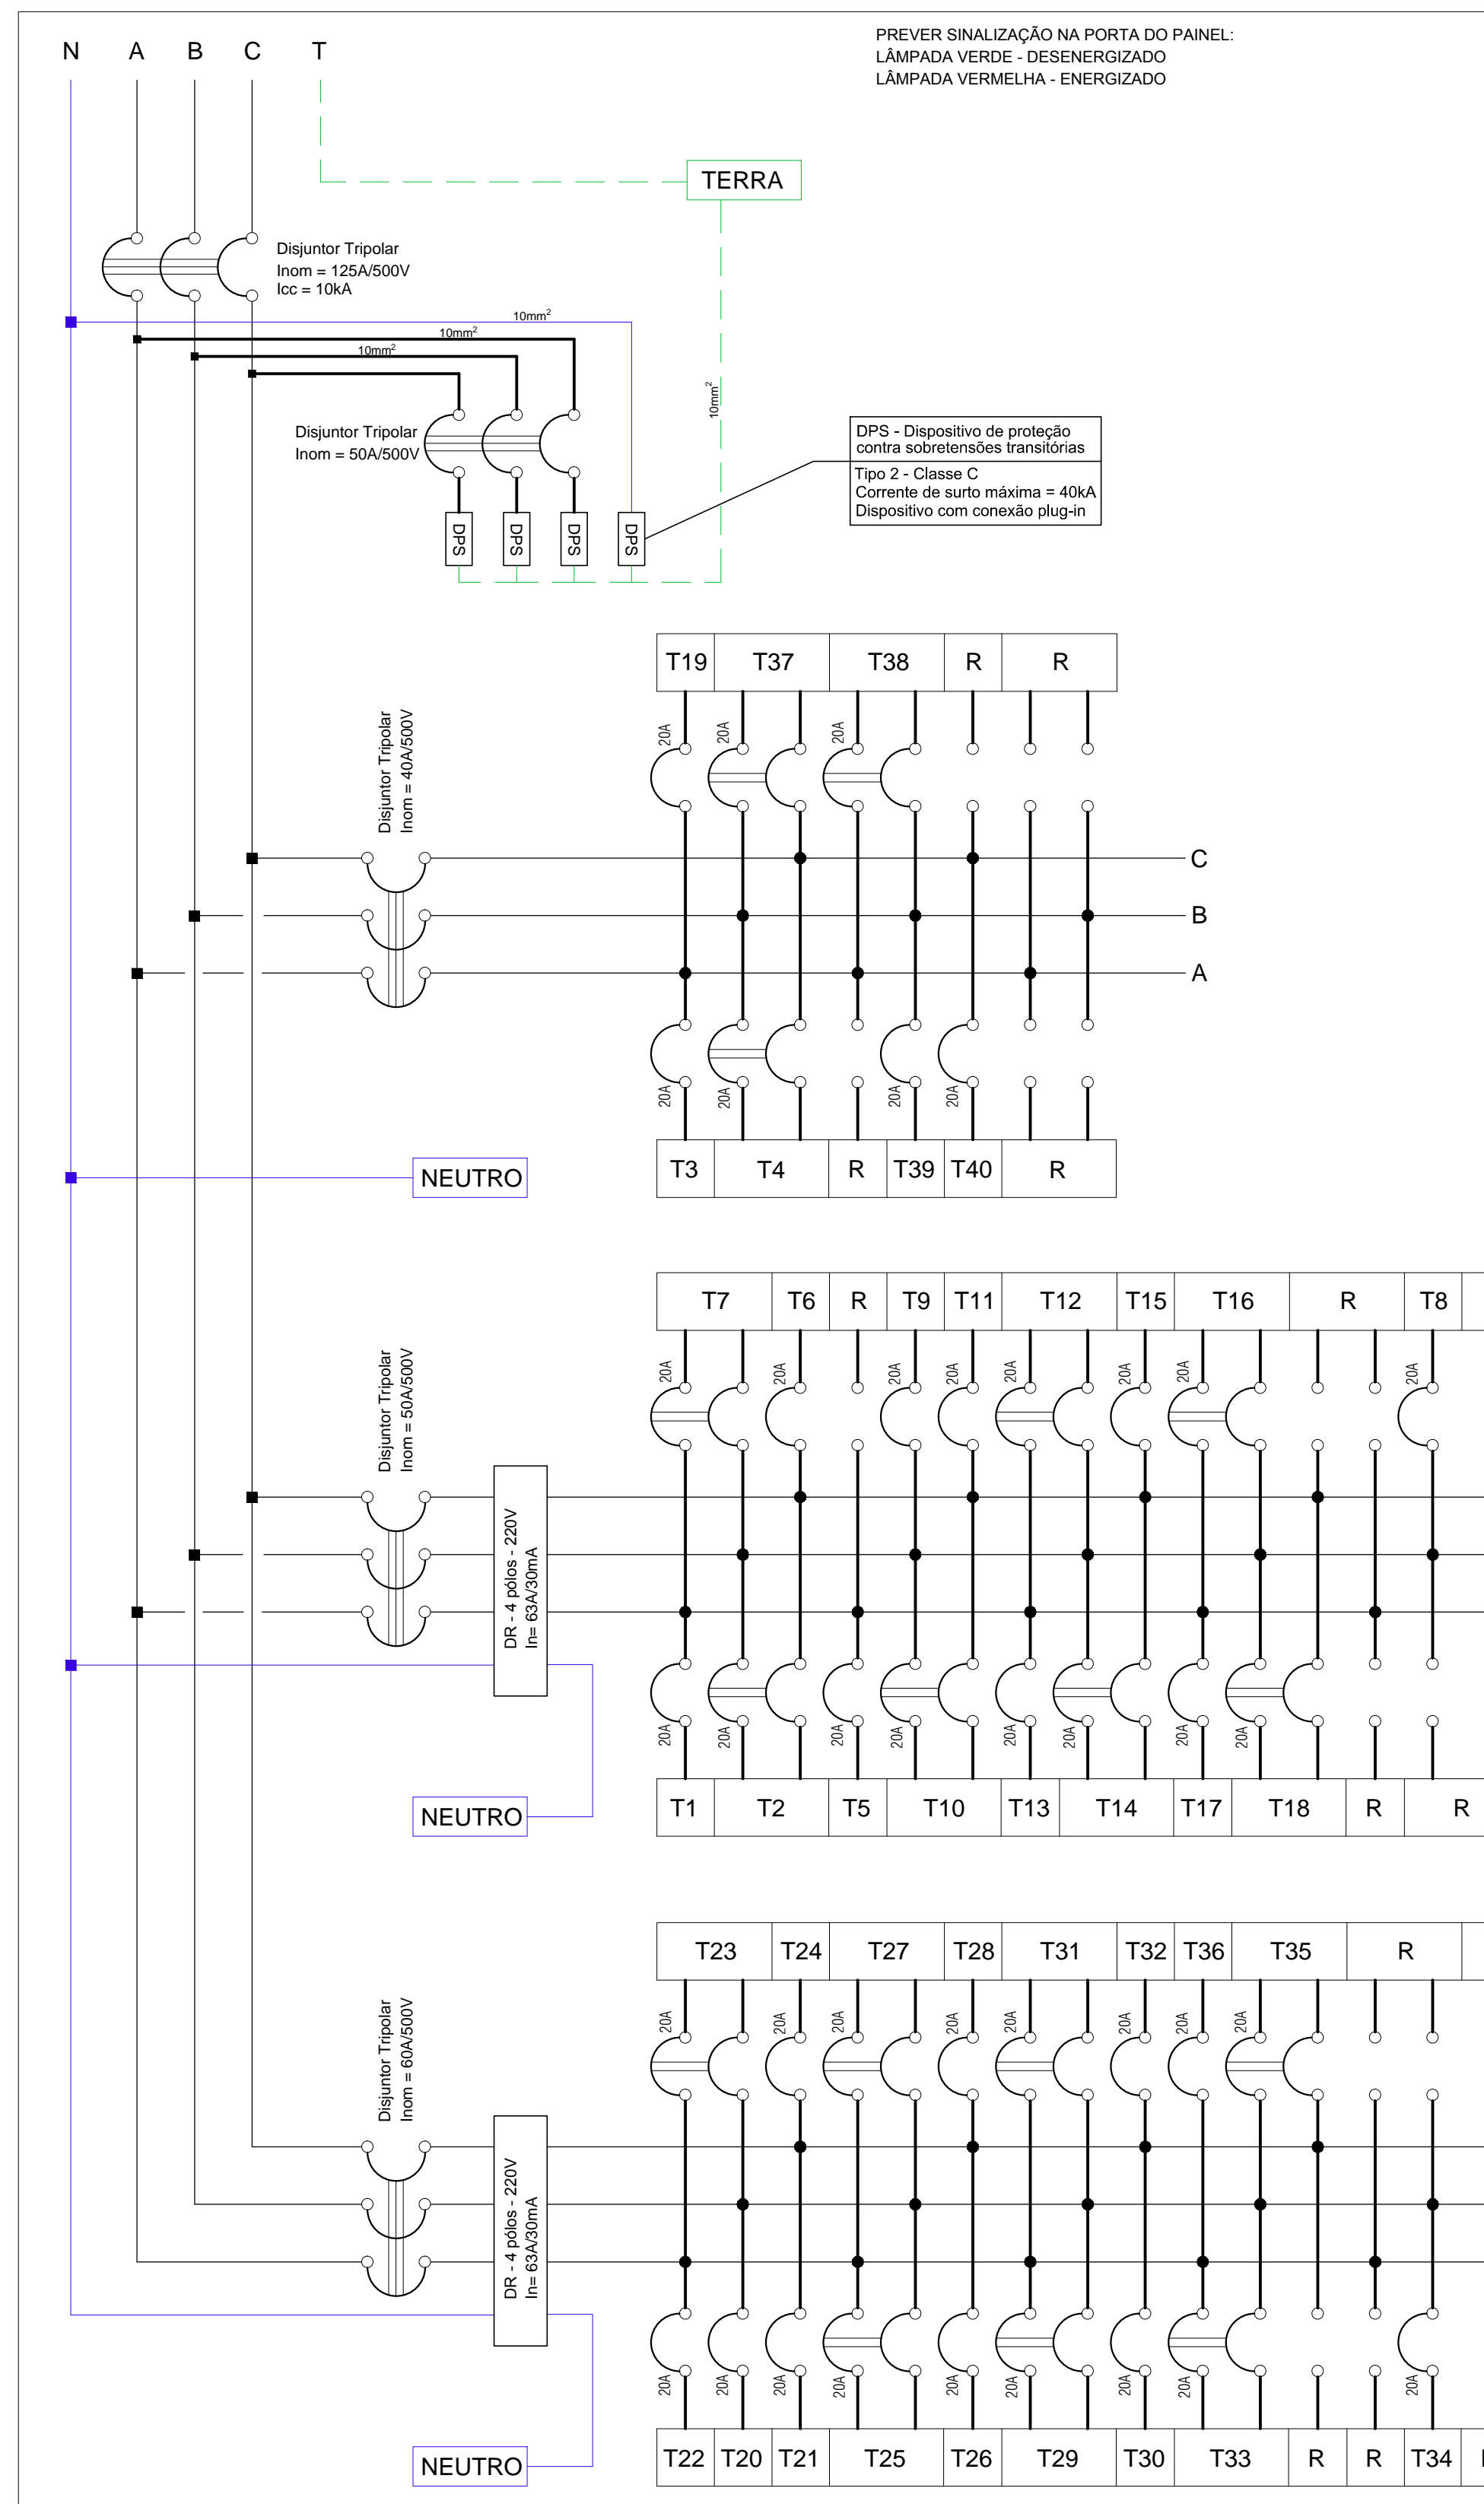 PREVER SINALIZAÇÃO NA PORTA DO PAINEL:
LÂMPADA VERDE - DESENERGIZADO
LÂMPADA VERMELHA - ENERGIZADO
N A B C T
TERRA
Disjuntor Tripolar
Inom = 125A/500V
Icc = 10kA
10mm²
10mm²
10mm²
10mm²
Disjuntor Tripolar
Inom = 50A/500V
DPS - Dispositivo de proteção
contra sobretensões transitórias
Tipo 2 - Classe C
Corrente de surto máxima = 40kA
Dispositivo com conexão plug-in
DPS DPS DPS DPS
T19 T37 T38 R R
20A 20A 20A
Disjuntor Tripolar
Inom = 40A/500V
C
B
A
20A 20A 20A 20A
NEUTRO
T3 T4 R T39 T40 R
T7 T6 R T9 T11 T12 T15 T16 R T8
20A 20A 20A 20A 20A 20A 20A 20A
Disjuntor Tripolar
Inom = 50A/500V
DR - 4 pólos - 220V
In= 63A/30mA
20A 20A 20A 20A 20A 20A 20A 20A
NEUTRO
T1 T2 T5 T10 T13 T14 T17 T18 R R
T23 T24 T27 T28 T31 T32 T36 T35 R
20A 20A 20A 20A 20A 20A 20A 20A
Disjuntor Tripolar
Inom = 60A/500V
DR - 4 pólos - 220V
In= 63A/30mA
20A 20A 20A 20A 20A 20A 20A 20A 20A
NEUTRO
T22 T20 T21 T25 T26 T29 T30 T33 R R T34